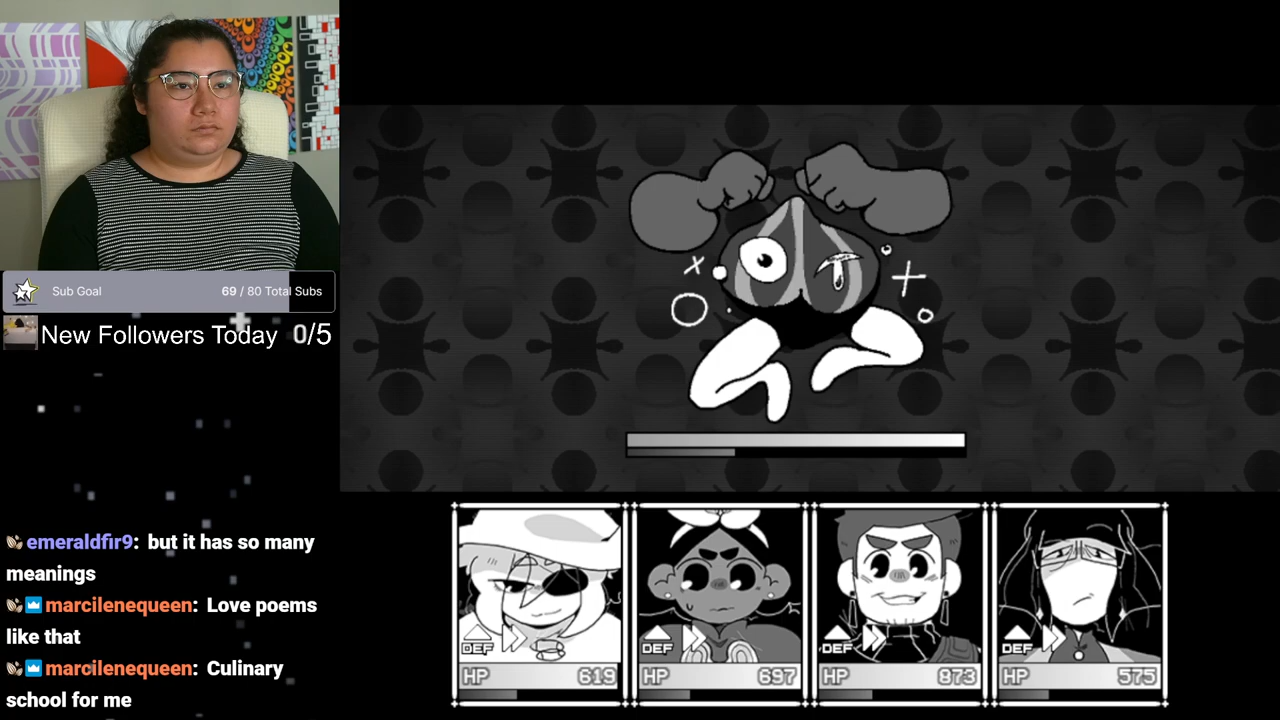 Sub Goal 69 / 80 Total Subs
New Followers Today 0/5
emeraldfir9: but it has so many
meanings
marcilenequeen: Love poems
like that
marcilenequeen: Culinary
school for me
DEF DEF DEF DEF
HP 619 HP 697 HP 873 HP 575